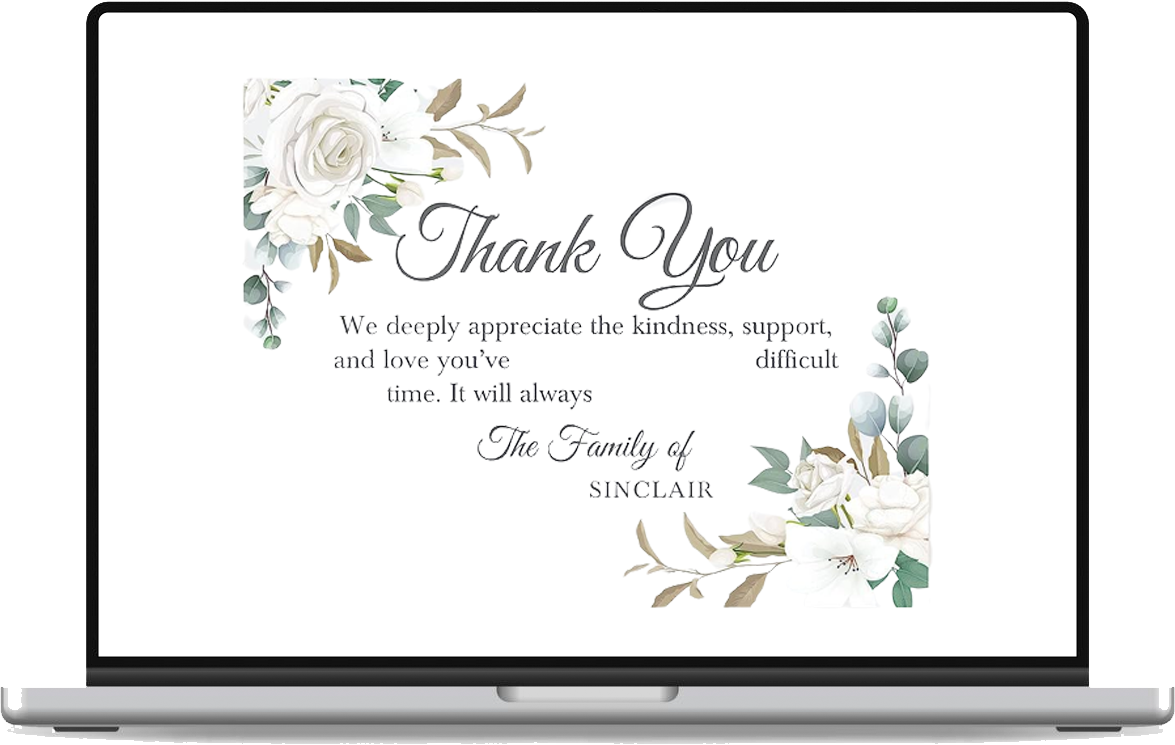 Thank You
We deeply appreciate the kindness, support,
and love you’ve difficult
time. It will always
The Family of
SINCLAIR